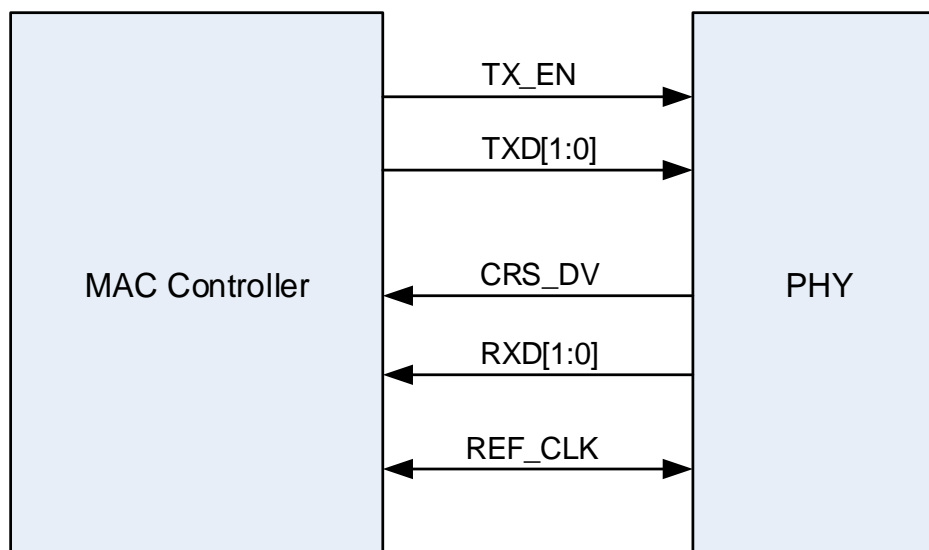 TX_EN
TXD[1:0]
MAC Controller
CRS_DV
PHY
RXD[1:0]
REF_CLK